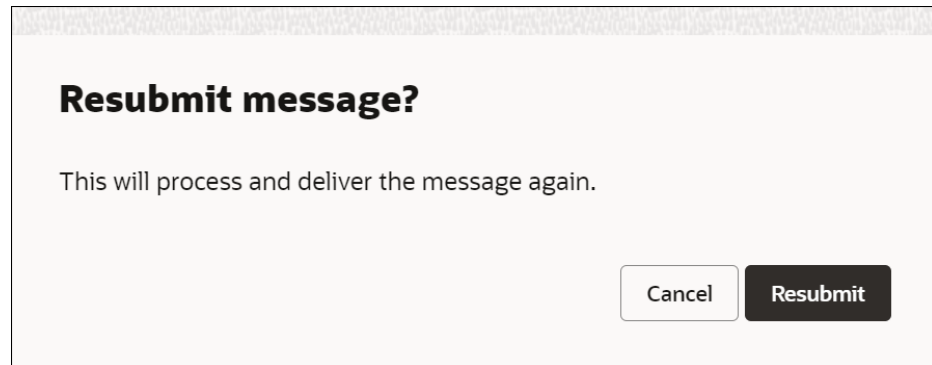 Resubmit message?
This will process and deliver the message again.
Cancel Resubmit